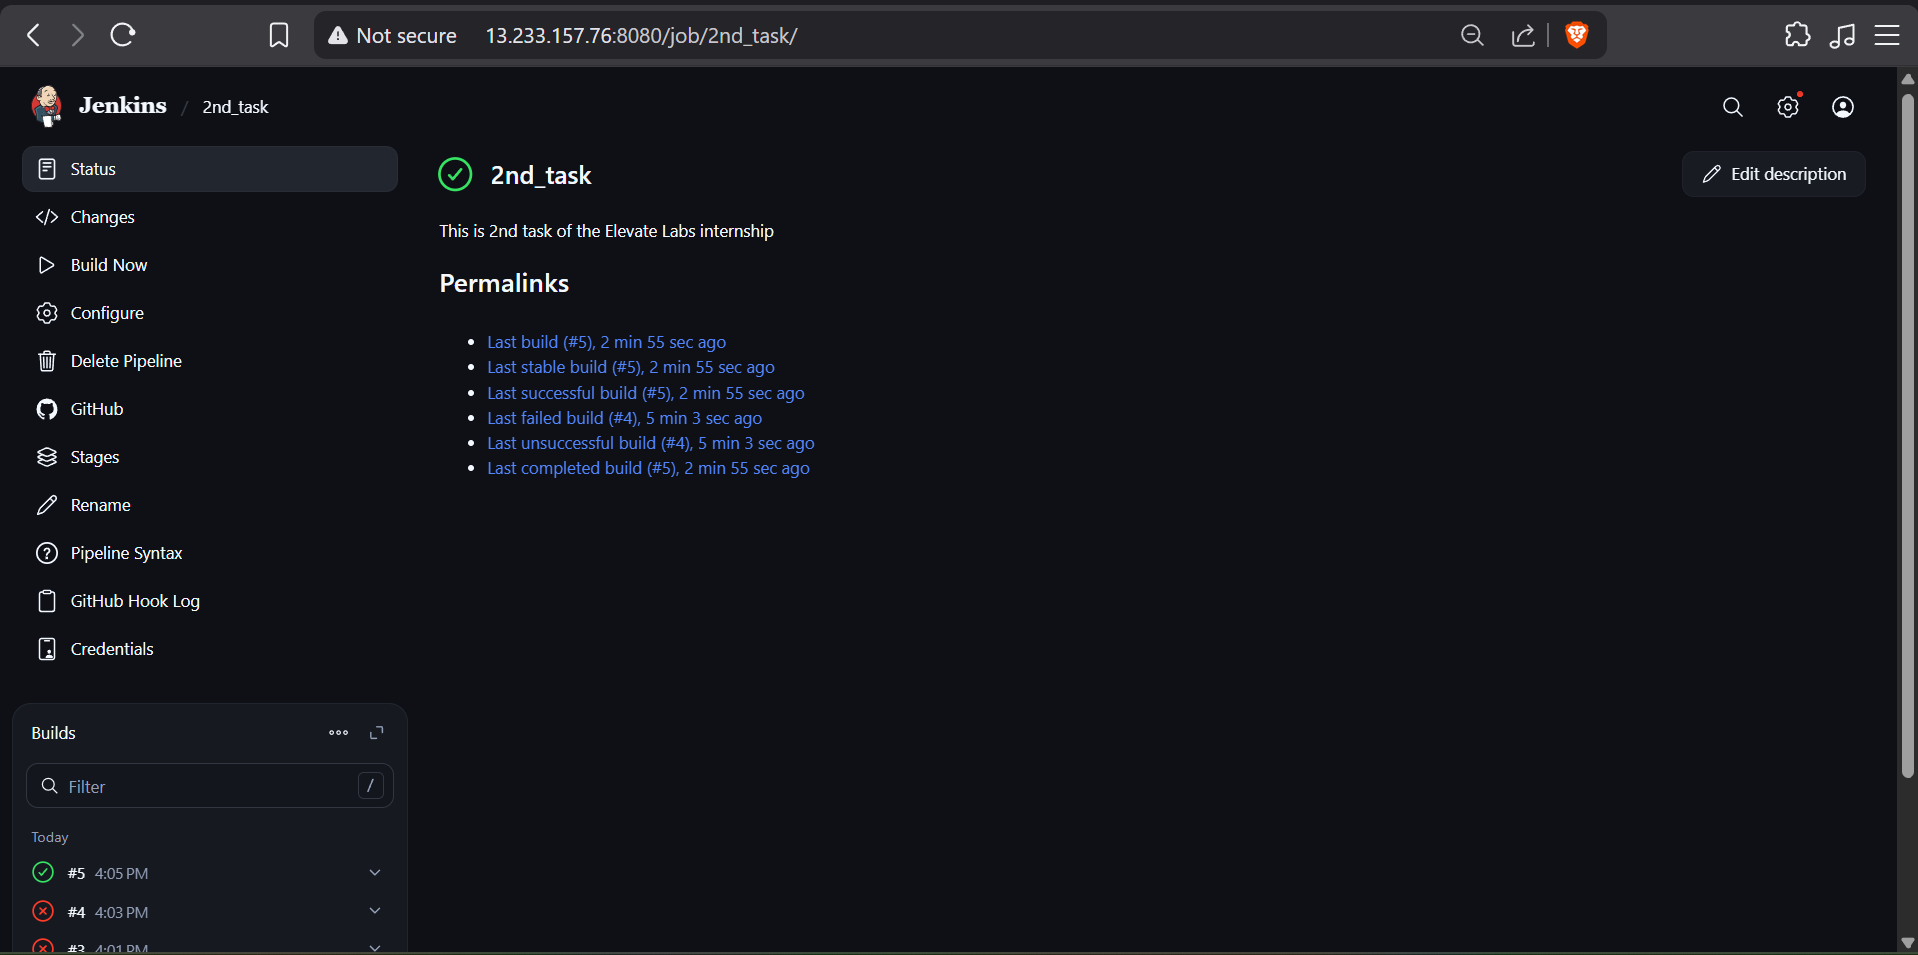 Not secure 13.233.157.76:8080/job/2nd_task/
Jenkins / 2nd_task
Status
Changes
Build Now
Configure
Delete Pipeline
GitHub
Stages
Rename
Pipeline Syntax
GitHub Hook Log
Credentials
Builds
Filter /
Today
#5 4:05 PM
#4 4:03 PM
#3 4:01 PM
2nd_task
Edit description
This is 2nd task of the Elevate Labs internship
Permalinks
Last build (#5), 2 min 55 sec ago
Last stable build (#5), 2 min 55 sec ago
Last successful build (#5), 2 min 55 sec ago
Last failed build (#4), 5 min 3 sec ago
Last unsuccessful build (#4), 5 min 3 sec ago
Last completed build (#5), 2 min 55 sec ago